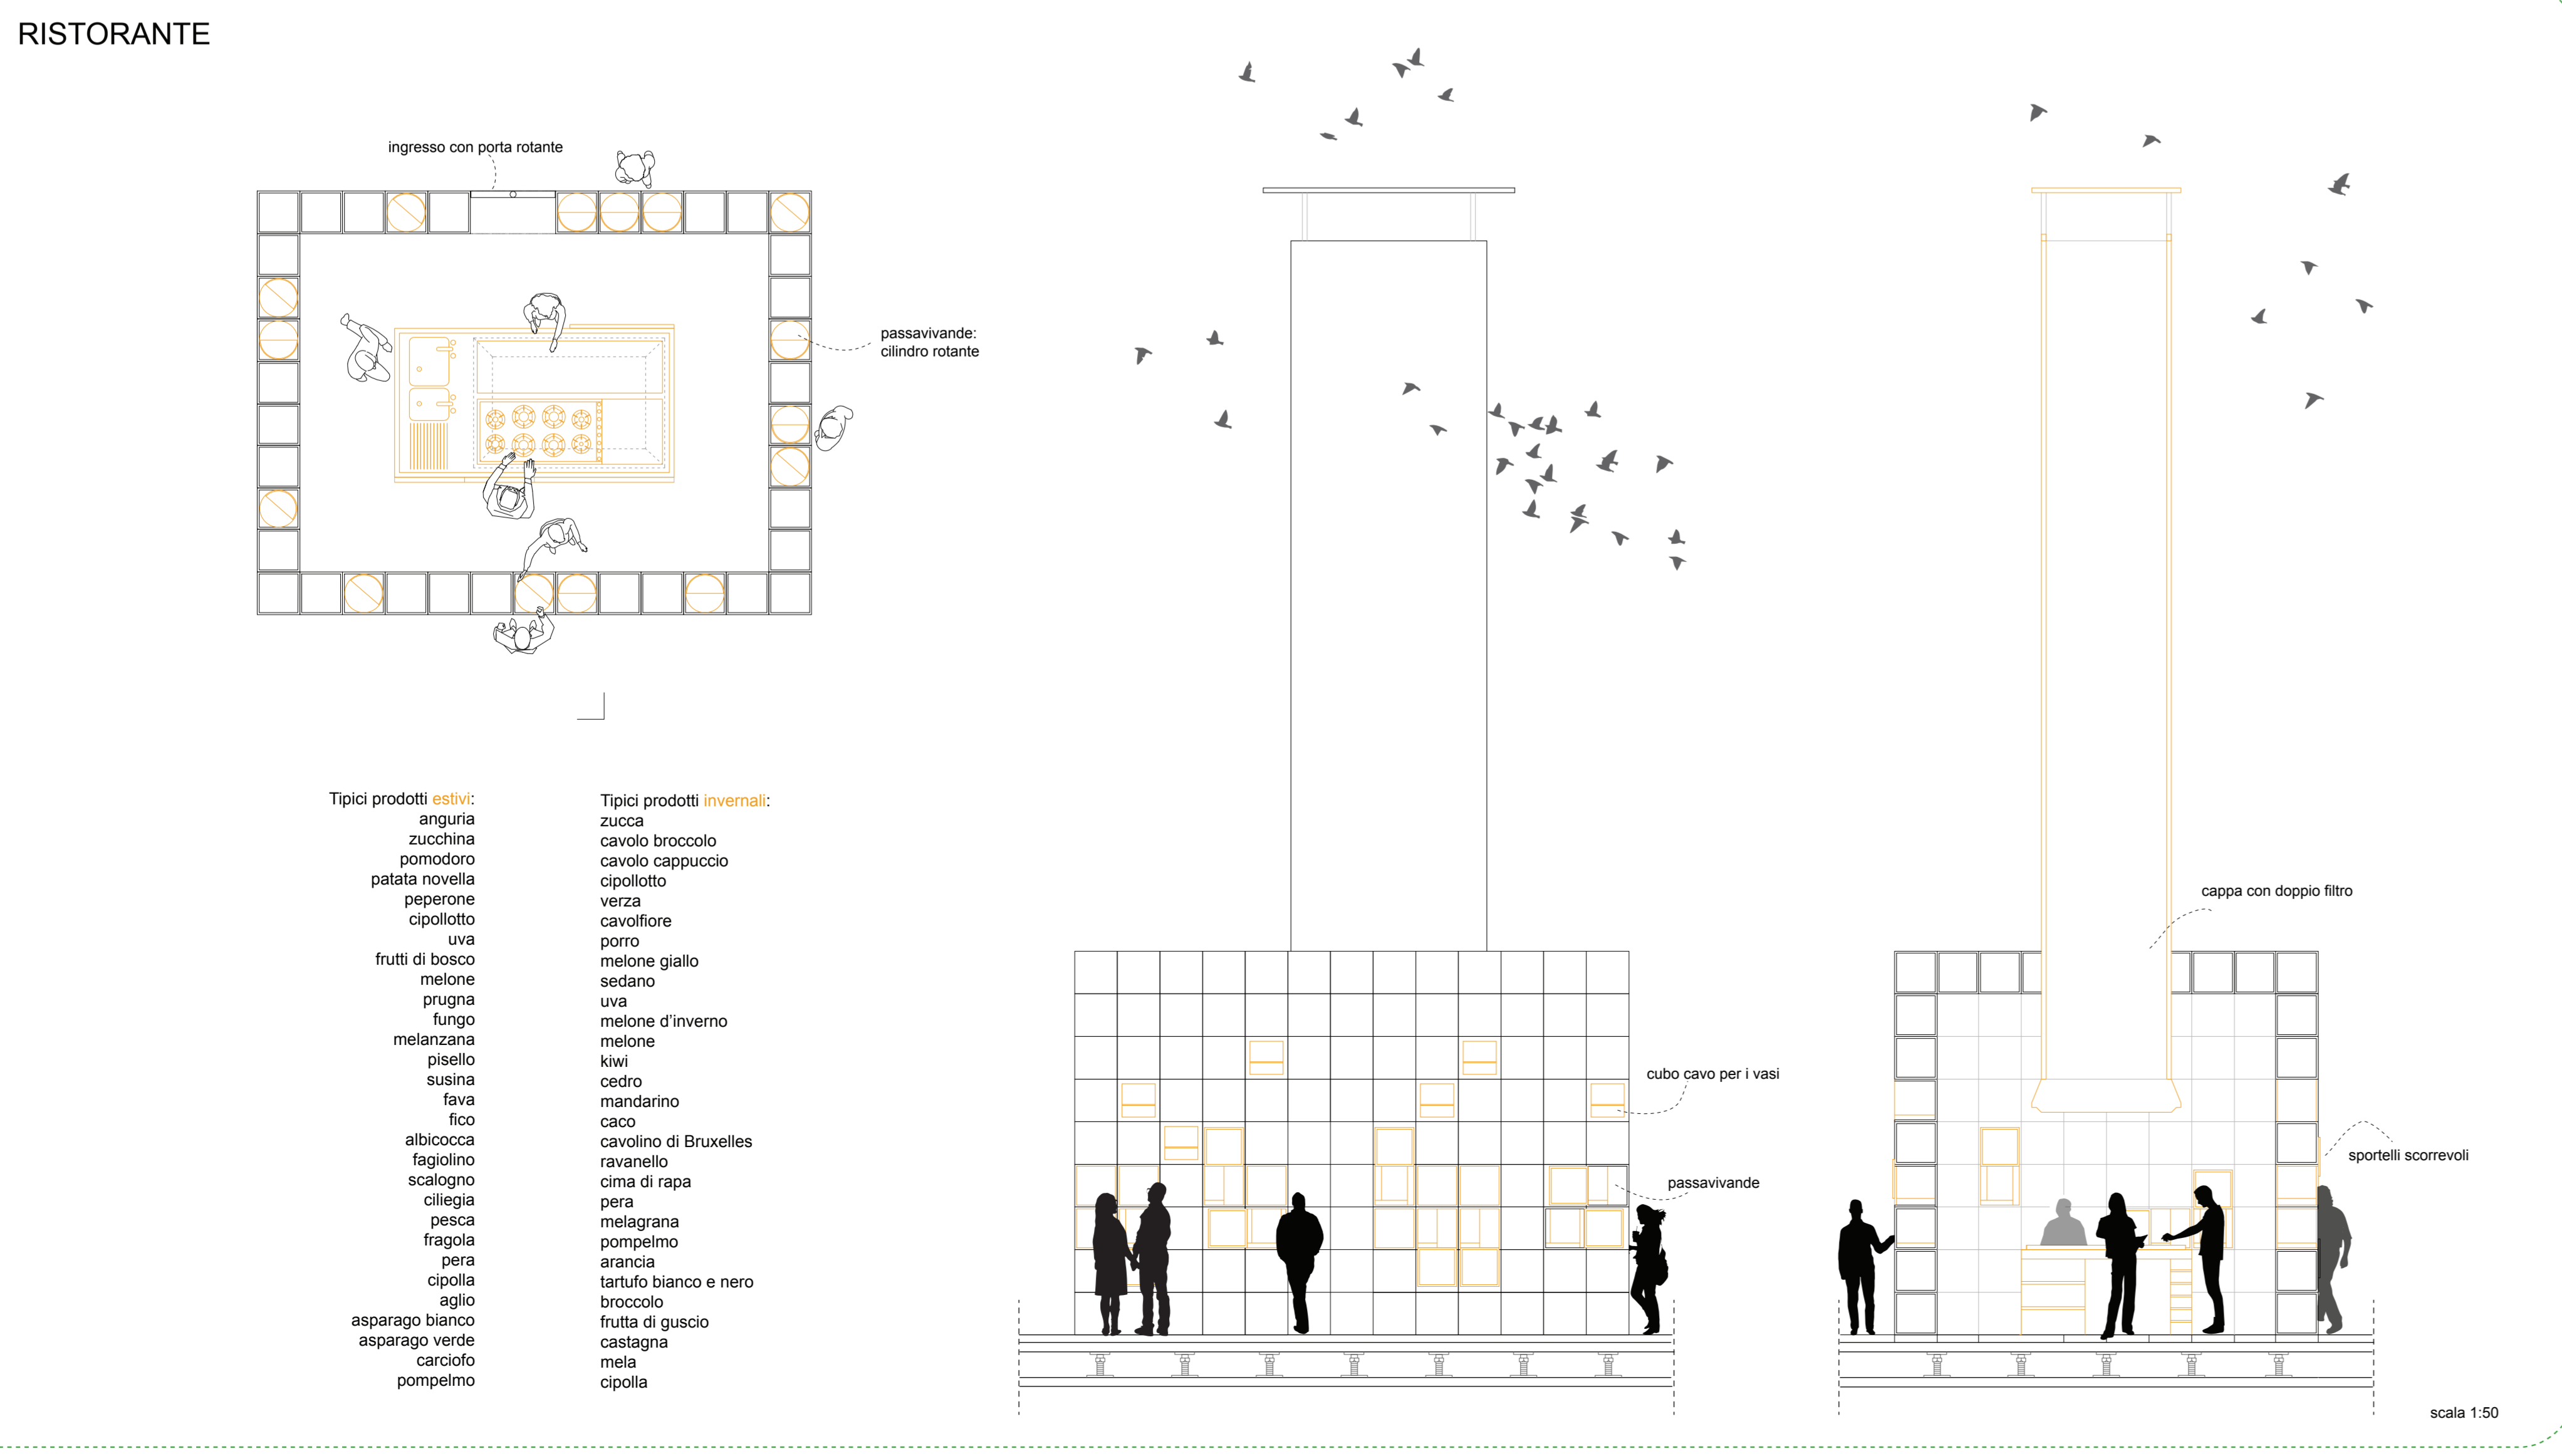 RISTORANTE
ingresso con porta rotante
passavivande:
cilindro rotante
Tipici prodotti estivi:
anguria
zucchina
pomodoro
patata novella
peperone
cipollotto
uva
frutti di bosco
melone
prugna
fungo
melanzana
pisello
susina
fava
fico
albicocca
fagiolino
scalogno
ciliegia
pesca
fragola
pera
cipolla
aglio
asparago bianco
asparago verde
carciofo
pompelmo
Tipici prodotti invernali:
zucca
cavolo broccolo
cavolo cappuccio
cipollotto
verza
cavolfiore
porro
melone giallo
sedano
uva
melone d'inverno
melone
kiwi
cedro
mandarino
caco
cavolino di Bruxelles
ravanello
cima di rapa
pera
melagrana
pompelmo
arancia
tartufo bianco e nero
broccolo
frutta di guscio
castagna
mela
cipolla
cubo cavo per i vasi
passavivande
cappa con doppio filtro
sportelli scorrevoli
scala 1:50